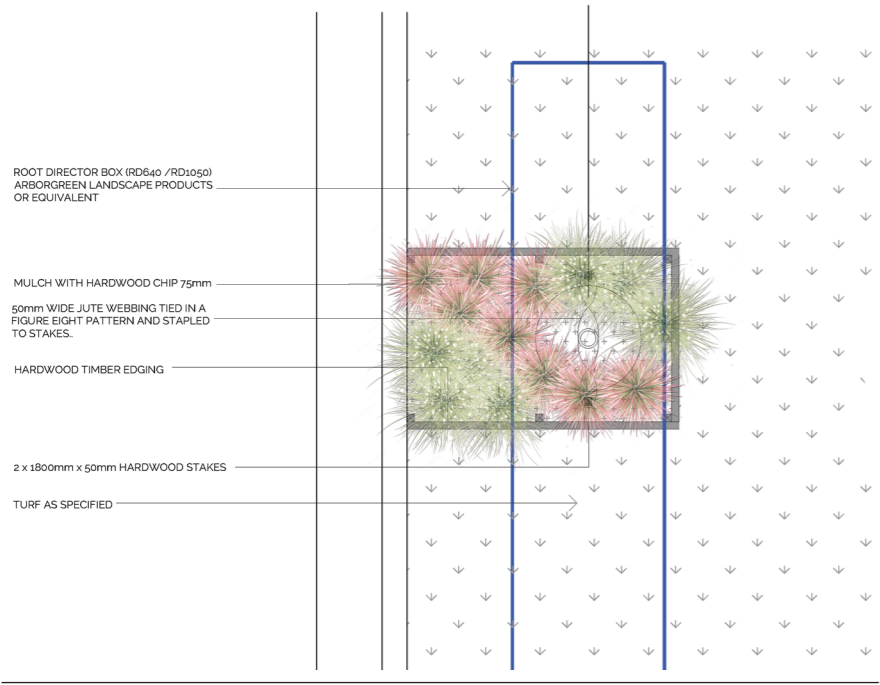 ROOT DIRECTOR BOX (RD640 /RD1050)
ARBORGREEN LANDSCAPE PRODUCTS
OR EQUIVALENT
MULCH WITH HARDWOOD CHIP 75mm
50mm WIDE JUTE WEBBING TIED IN A
FIGURE EIGHT PATTERN AND STAPLED
TO STAKES..
HARDWOOD TIMBER EDGING
2 x 1800mm x 50mm HARDWOOD STAKES
TURF AS SPECIFIED